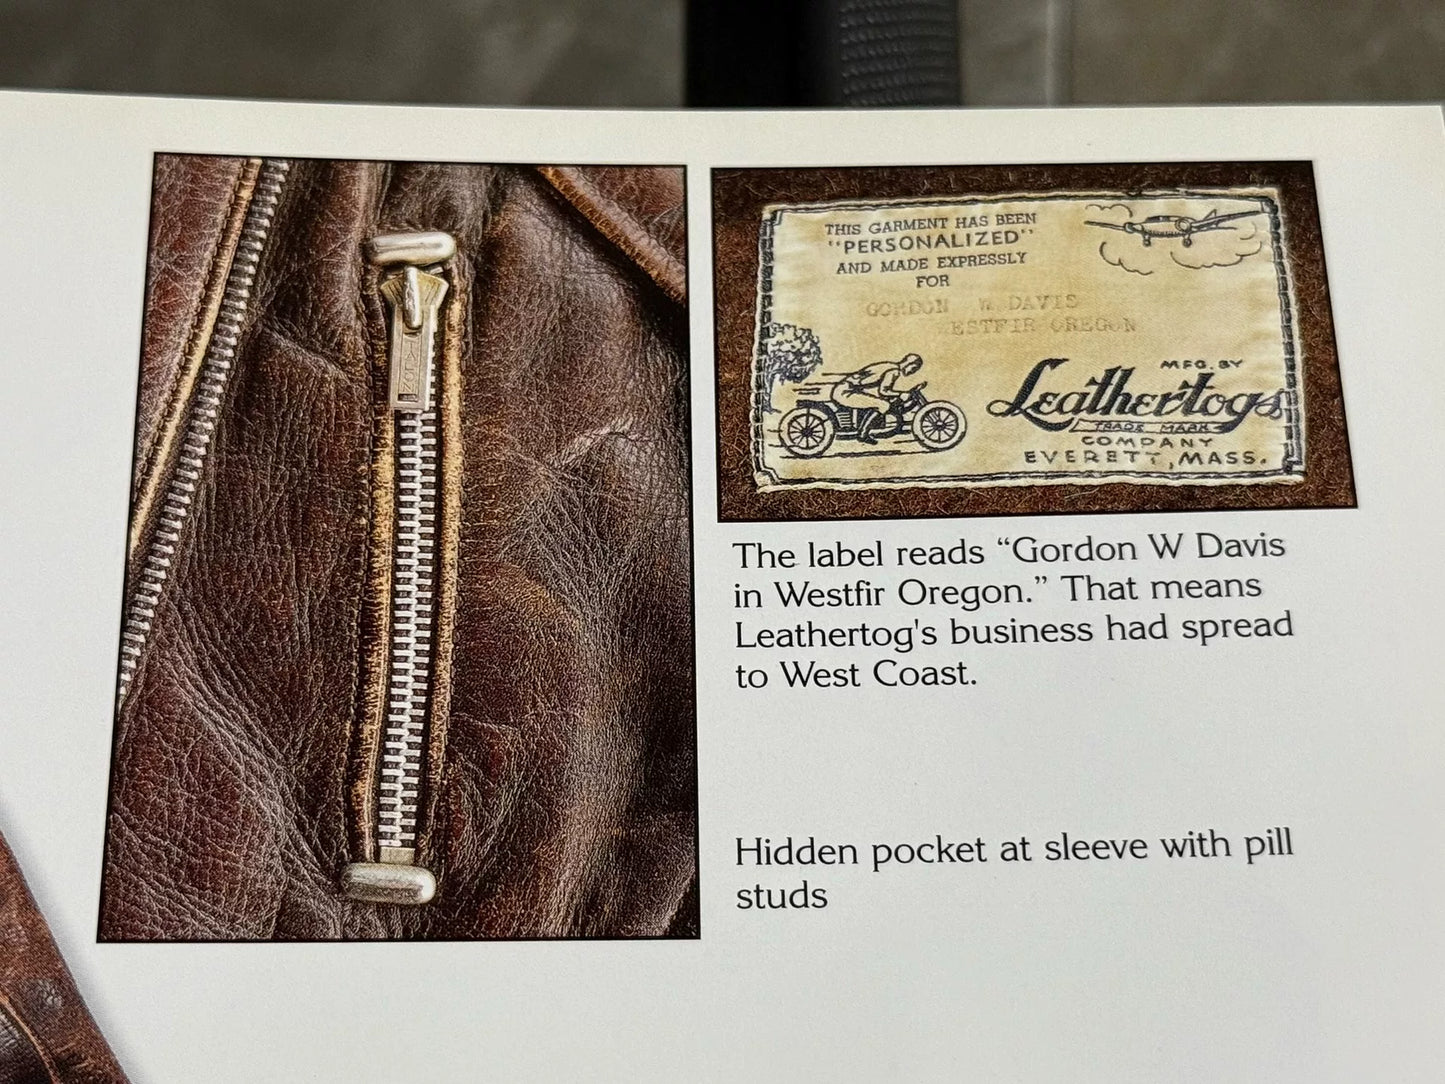 THIS GARMENT HAS BEEN
"PERSONALIZED"
AND MADE EXPRESSLY
FOR
GORDON W DAVIS
WESTFIR OREGON
MFG. BY
Leathertogs
TRADE MARK
COMPANY
EVERETT, MASS.
TALON
The label reads “Gordon W Davis
in Westfir Oregon.” That means
Leathertog's business had spread
to West Coast.
Hidden pocket at sleeve with pill
studs